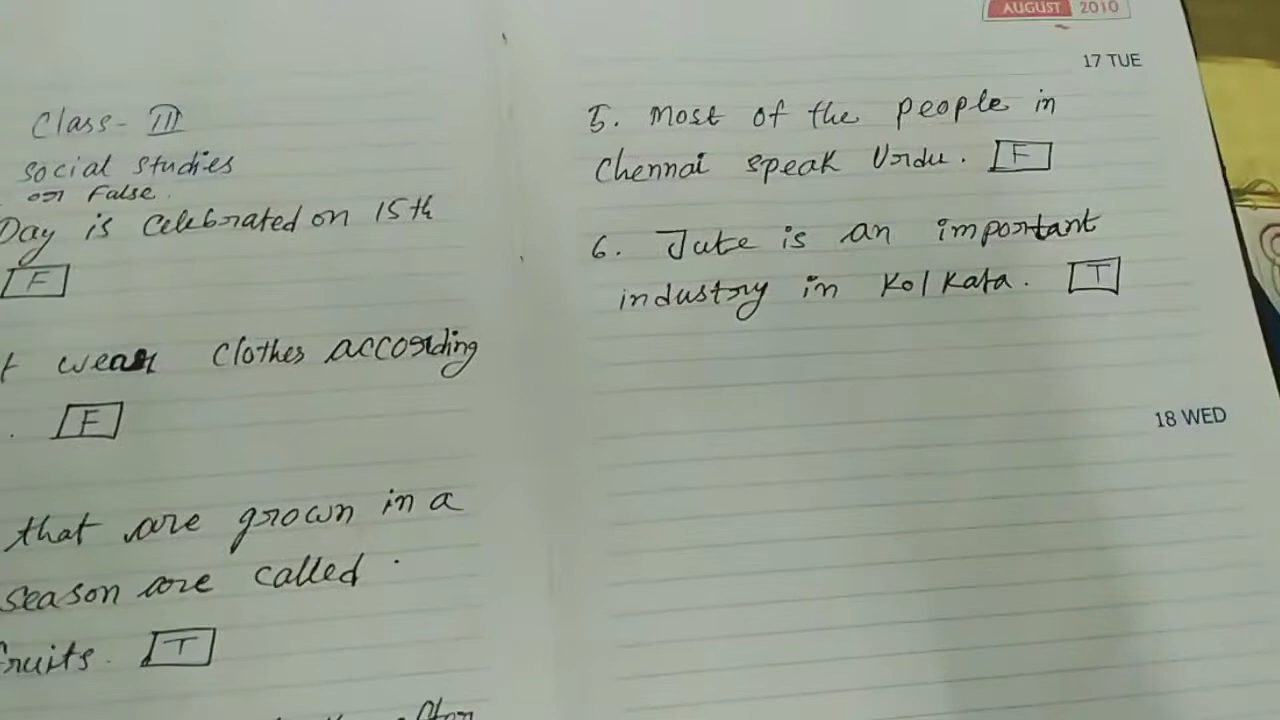 Class - III
Social Studies
or False.
Day is celebrated on 15th
F
wear clothes according
. F
that are grown in a
season are called
fruits. T
AUGUST 2010
17 TUE
5. Most of the people in
Chennai speak Urdu. F
6. Jute is an important
industry in Kolkata. T
18 WED